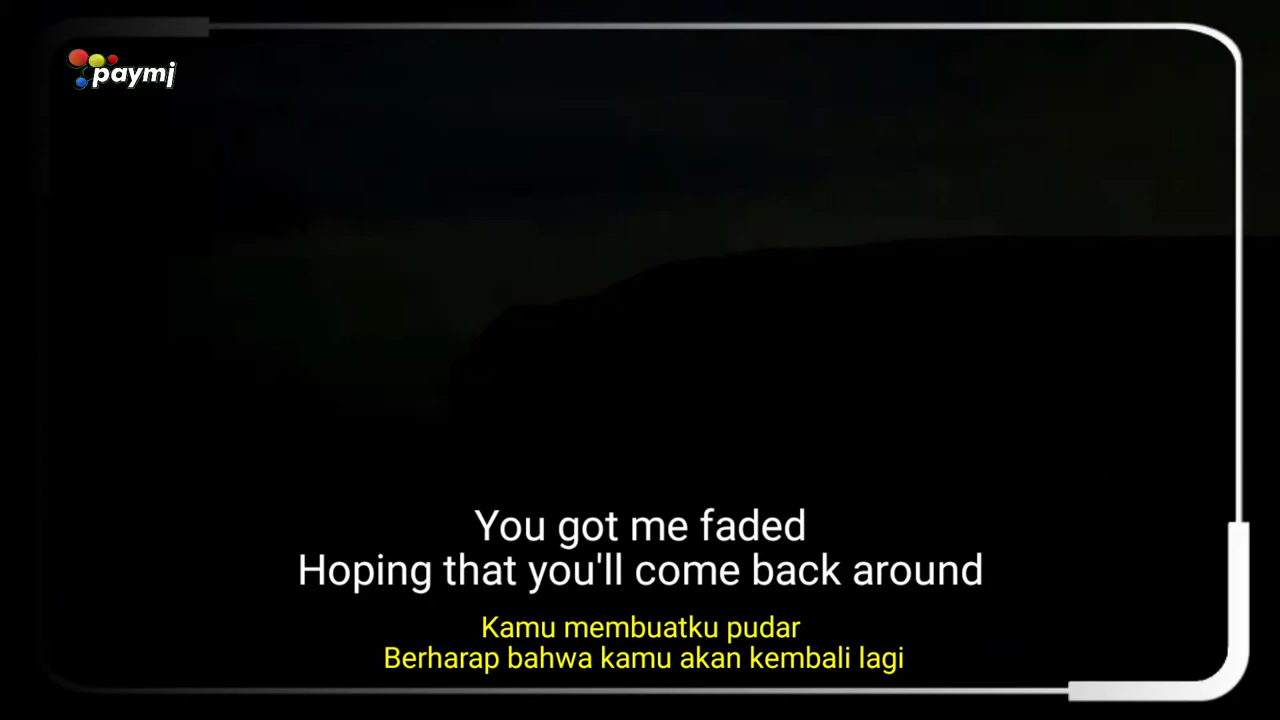 paymj
You got me faded
Hoping that you'll come back around
Kamu membuatku pudar
Berharap bahwa kamu akan kembali lagi